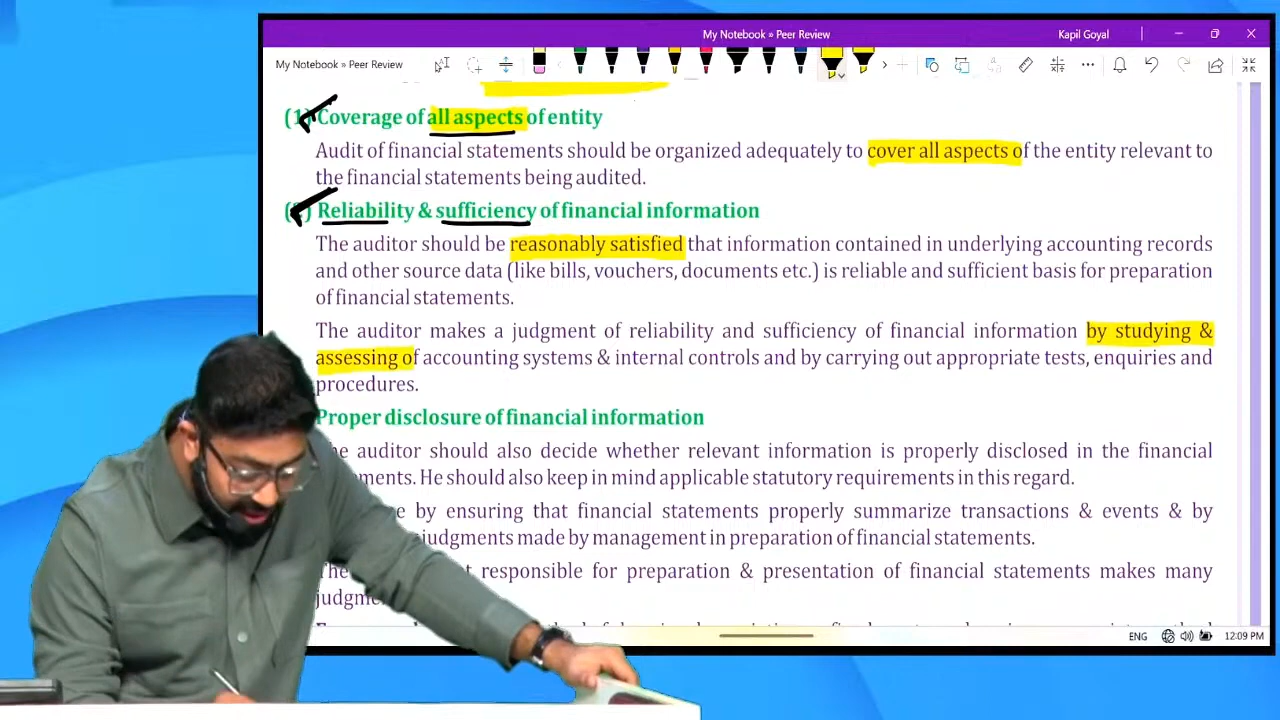 My Notebook » Peer Review
Kapil Goyal
My Notebook » Peer Review
(1) Coverage of all aspects of entity
Audit of financial statements should be organized adequately to cover all aspects of the entity relevant to
the financial statements being audited.
Reliability & sufficiency of financial information
The auditor should be reasonably satisfied that information contained in underlying accounting records
and other source data (like bills, vouchers, documents etc.) is reliable and sufficient basis for preparation
of financial statements.
The auditor makes a judgment of reliability and sufficiency of financial information by studying &
assessing of accounting systems & internal controls and by carrying out appropriate tests, enquiries and
procedures.
Proper disclosure of financial information
auditor should also decide whether relevant information is properly disclosed in the financial
He should also keep in mind applicable statutory requirements in this regard.
by ensuring that financial statements properly summarize transactions & events & by
judgments made by management in preparation of financial statements.
responsible for preparation & presentation of financial statements makes many
ENG
12:09 PM